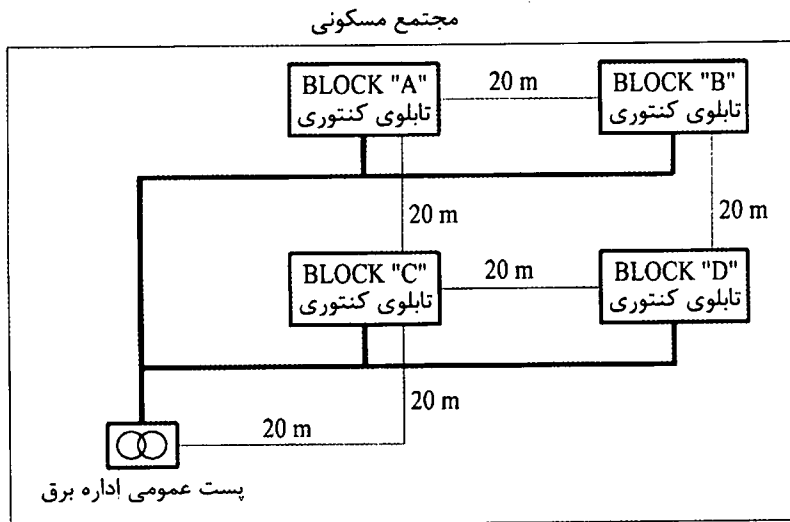 مجتمع مسکونی
BLOCK "A"
تابلوی کنتوری
20 m
BLOCK "B"
تابلوی کنتوری
20 m
20 m
BLOCK "C"
تابلوی کنتوری
20 m
BLOCK "D"
تابلوی کنتوری
20 m
20 m
پست عمومی اداره برق